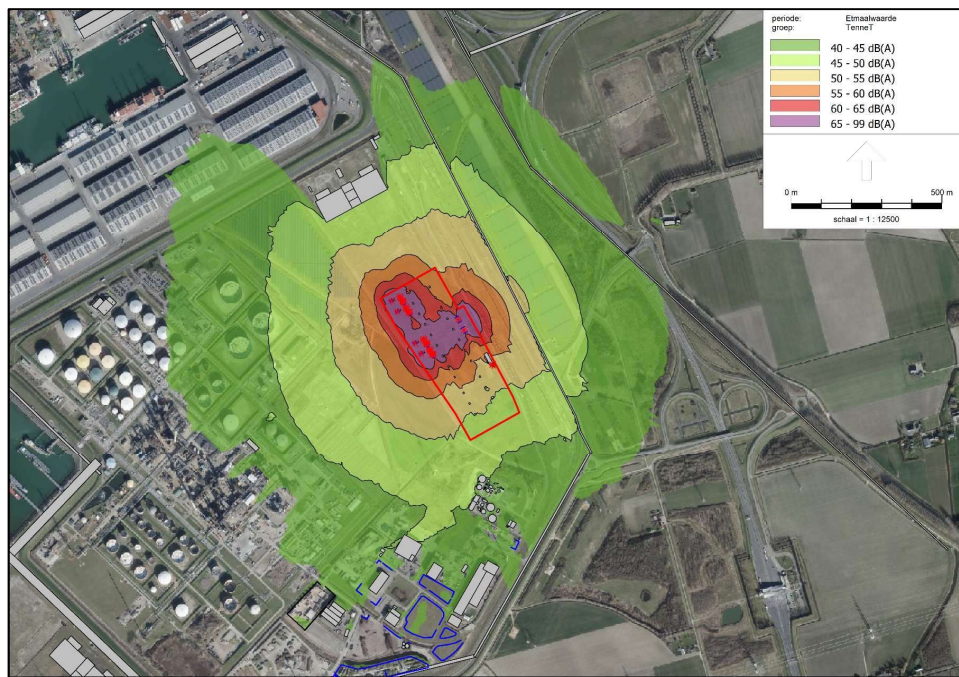 periode: Etmaalwaarde
groep: TenneT
40 - 45 dB(A)
45 - 50 dB(A)
50 - 55 dB(A)
55 - 60 dB(A)
60 - 65 dB(A)
65 - 99 dB(A)
0 m 500 m
schaal = 1 : 12500